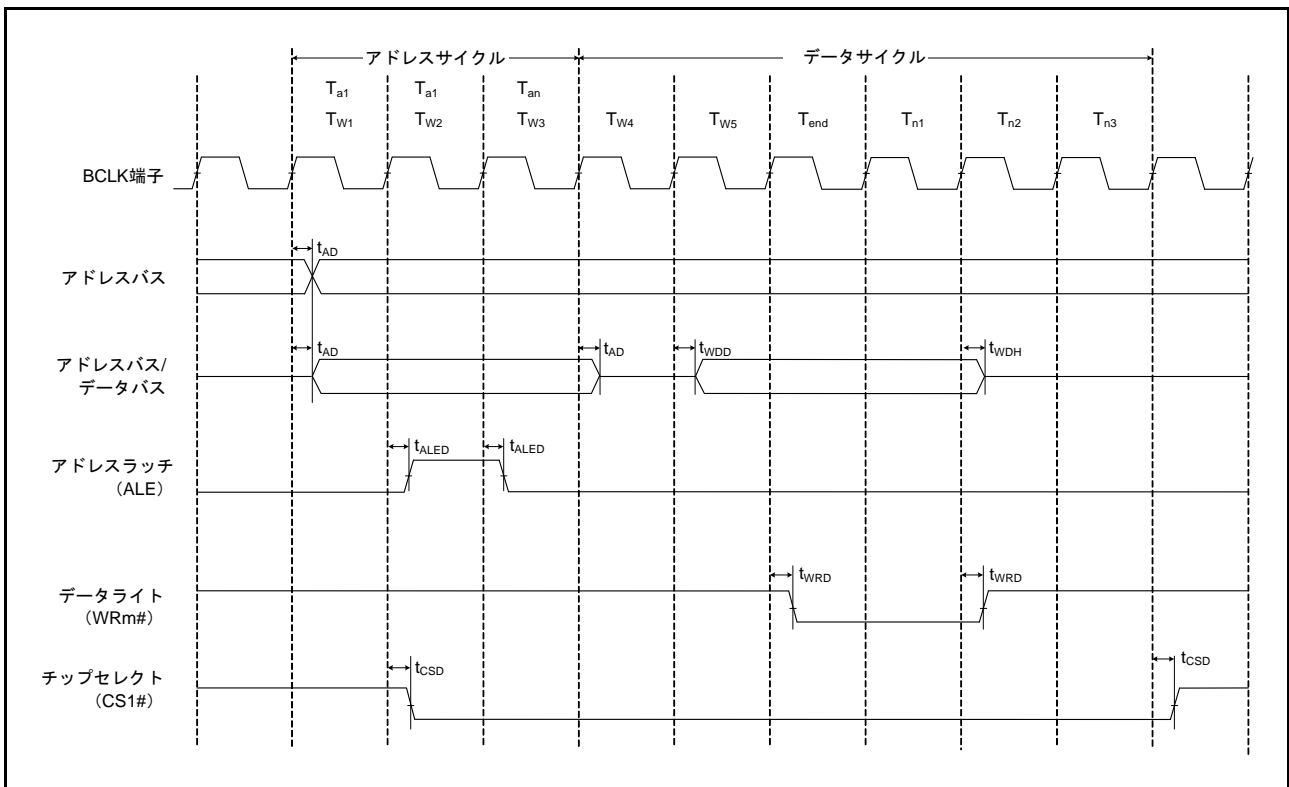 アドレスサイクル データサイクル
Ta1 Ta1 Tan
TW1 TW2 TW3 TW4 TW5 Tend Tn1 Tn2 Tn3
BCLK端子
tAD
アドレスバス
tAD tAD tWDD tWDH
アドレスバス/
データバス
tALED tALED
アドレスラッチ
(ALE)
tWRD tWRD
データライト
(WRm#)
tCSD tCSD
チップセレクト
(CS1#)